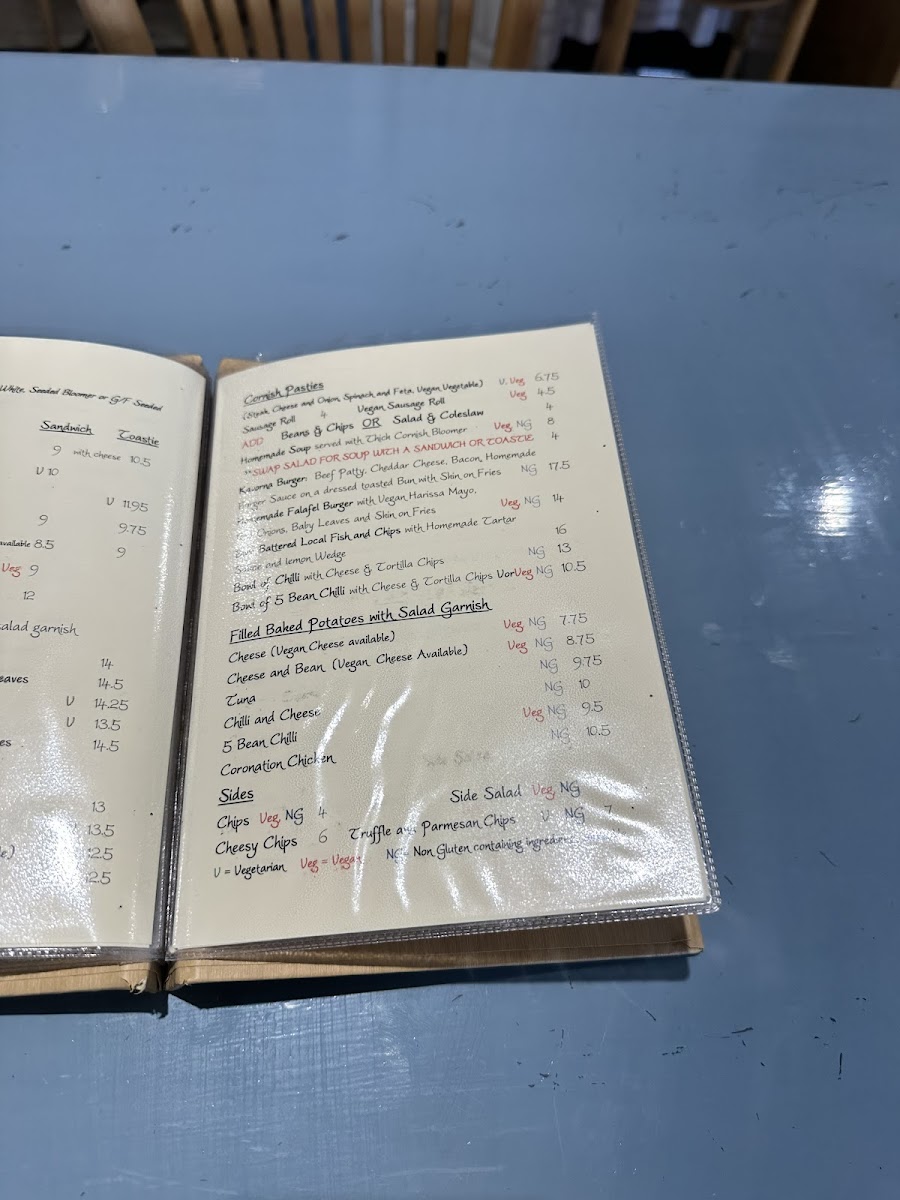 White, Seeded Bloomer or G/F Seeded
Sandwich Toastie
9 with cheese 10.5
V 10
V 11.95
9 9.75
available 8.5 9
Veg 9
12
salad garnish
14
eaves 14.5
V 14.25
V 13.5
es 14.5
13
13.5
12.5
12.5
Cornish Pasties
(Steak, Cheese and Onion, Spinach and Feta, Vegan Vegetable) V, Veg 6.75
Sausage Roll 4 Vegan Sausage Roll Veg 4.5
ADD Beans & Chips OR Salad & Coleslaw 4
Homemade Soup served with Thick Cornish Bloomer Veg NG 8
**SWAP SALAD FOR SOUP WITH A SANDWICH OR TOASTIE 4
Burger: Beef Patty, Cheddar Cheese, Bacon, Homemade
Burger Sauce on a dressed toasted Bun with Skin on Fries NG 17.5
Homemade Falafel Burger with Vegan Harissa Mayo,
Onions, Baby Leaves and Skin on Fries Veg NG 14
Battered Local Fish and Chips with Homemade Tartar
Sauce and lemon Wedge 16
Bowl of Chilli with Cheese & Tortilla Chips NG 13
Bowl of 5 Bean Chilli with Cheese & Tortilla Chips VorVeg NG 10.5
Filled Baked Potatoes with Salad Garnish
Cheese (Vegan Cheese available) Veg NG 7.75
Cheese and Bean (Vegan Cheese Available) Veg NG 8.75
Tuna NG 9.75
Chilli and Cheese NG 10
5 Bean Chilli Veg NG 9.5
Coronation Chicken NG 10.5
Sides
Chips Veg NG 4 Side Salad Veg NG
Cheesy Chips 6 Truffle and Parmesan Chips V NG 7
V = Vegetarian Veg = Vegan NG Non Gluten containing ingredients